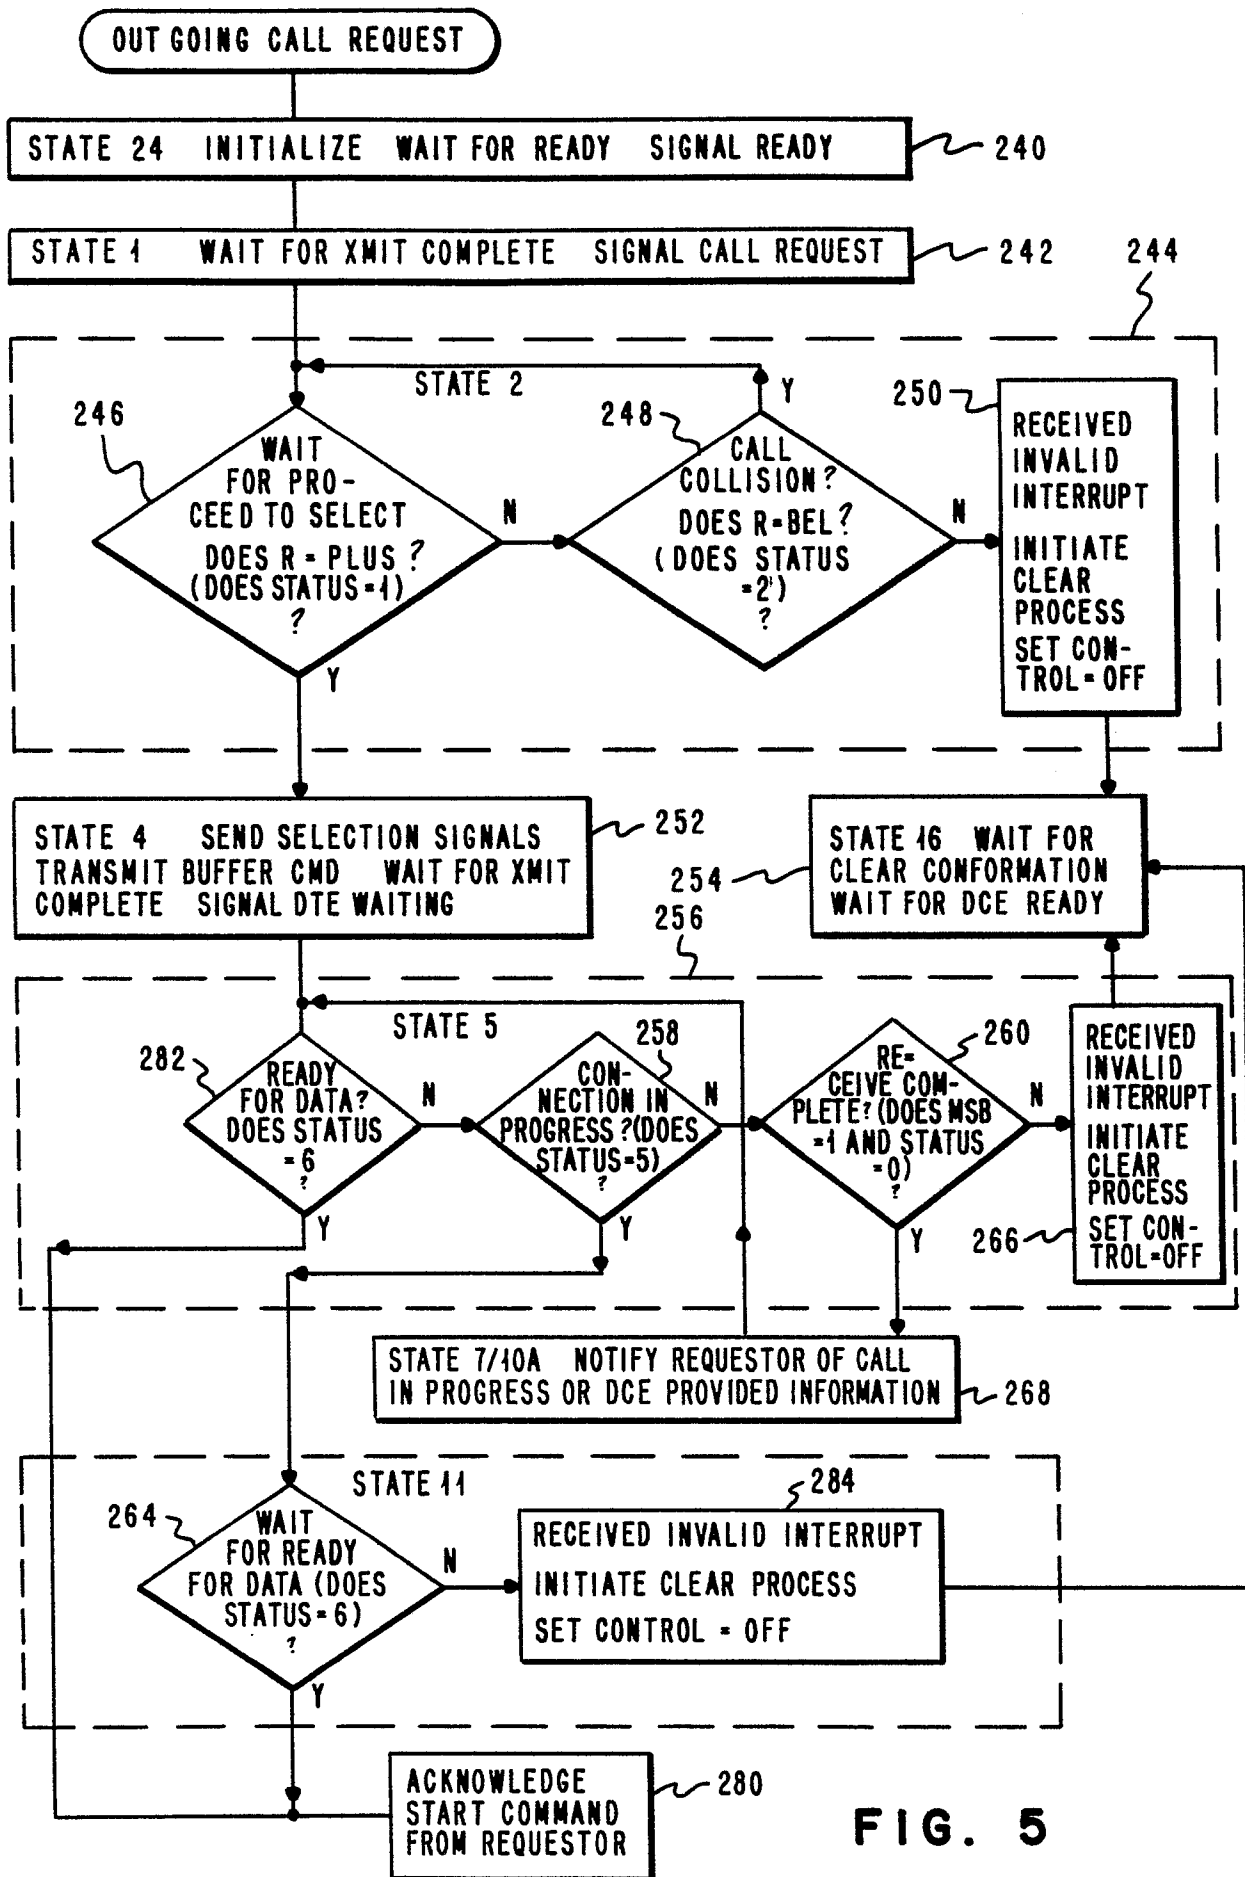 OUT GOING CALL REQUEST
STATE 24 INITIALIZE WAIT FOR READY SIGNAL READY
240
STATE 1 WAIT FOR XMIT COMPLETE SIGNAL CALL REQUEST
242
244
STATE 2
246
WAIT
FOR PRO-
CEED TO SELECT
DOES R = PLUS ?
(DOES STATUS = 1)
?
N
Y
248
CALL
COLLISION?
DOES R=BEL?
(DOES STATUS
=2')
?
Y
N
250
RECEIVED
INVALID
INTERRUPT
INITIATE
CLEAR
PROCESS
SET CON-
TROL = OFF
STATE 4 SEND SELECTION SIGNALS
TRANSMIT BUFFER CMD WAIT FOR XMIT
COMPLETE SIGNAL DTE WAITING
252
STATE 16 WAIT FOR
CLEAR CONFORMATION
WAIT FOR DCE READY
254
256
STATE 5
282
READY
FOR DATA?
DOES STATUS
= 6
?
N
Y
258
CON-
NECTION IN
PROGRESS ?(DOES
STATUS=5)
?
N
Y
260
RE-
CEIVE COM-
PLETE? (DOES MSB
=1 AND STATUS
=0)
?
N
Y
RECEIVED
INVALID
INTERRUPT
INITIATE
CLEAR
PROCESS
SET CON-
TROL=OFF
266
STATE 7/10A NOTIFY REQUESTOR OF CALL
IN PROGRESS OR DCE PROVIDED INFORMATION
268
STATE 11
264
WAIT
FOR READY
FOR DATA (DOES
STATUS = 6)
?
N
Y
284
RECEIVED INVALID INTERRUPT
INITIATE CLEAR PROCESS
SET CONTROL = OFF
ACKNOWLEDGE
START COMMAND
FROM REQUESTOR
280
FIG. 5